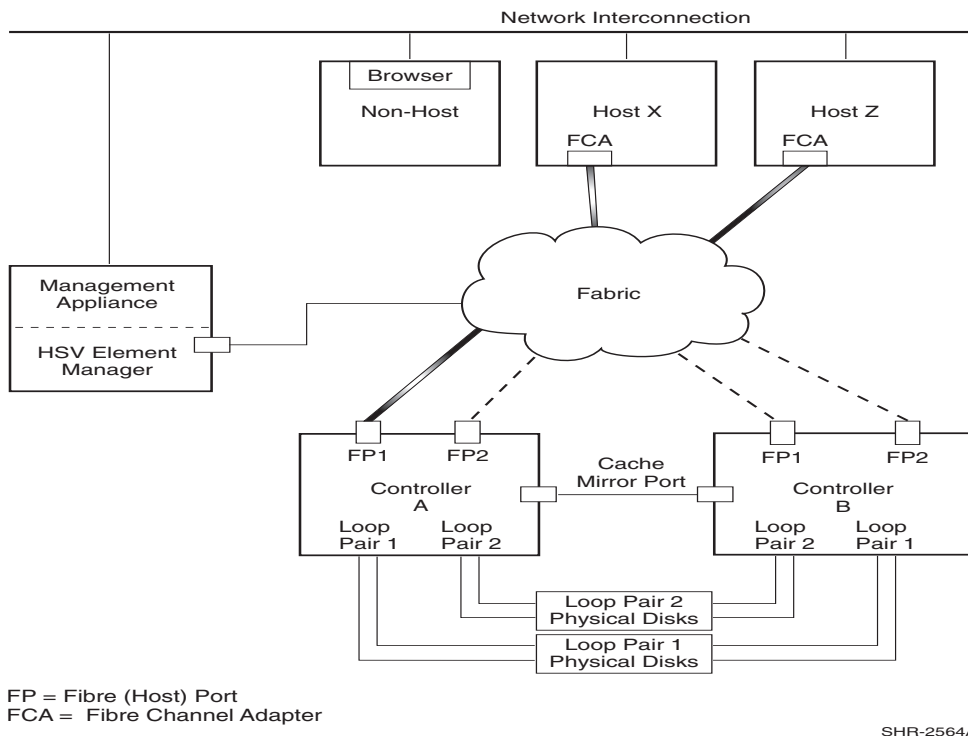 Network Interconnection
Browser
Non-Host
Host X
FCA
Host Z
FCA
Management
Appliance
HSV Element
Manager
Fabric
FP1
FP2
Controller
A
Loop
Pair 1
Loop
Pair 2
Cache
Mirror Port
FP1
FP2
Controller
B
Loop
Pair 2
Loop
Pair 1
Loop Pair 2
Physical Disks
Loop Pair 1
Physical Disks
FP = Fibre (Host) Port
FCA = Fibre Channel Adapter
SHR-2564A